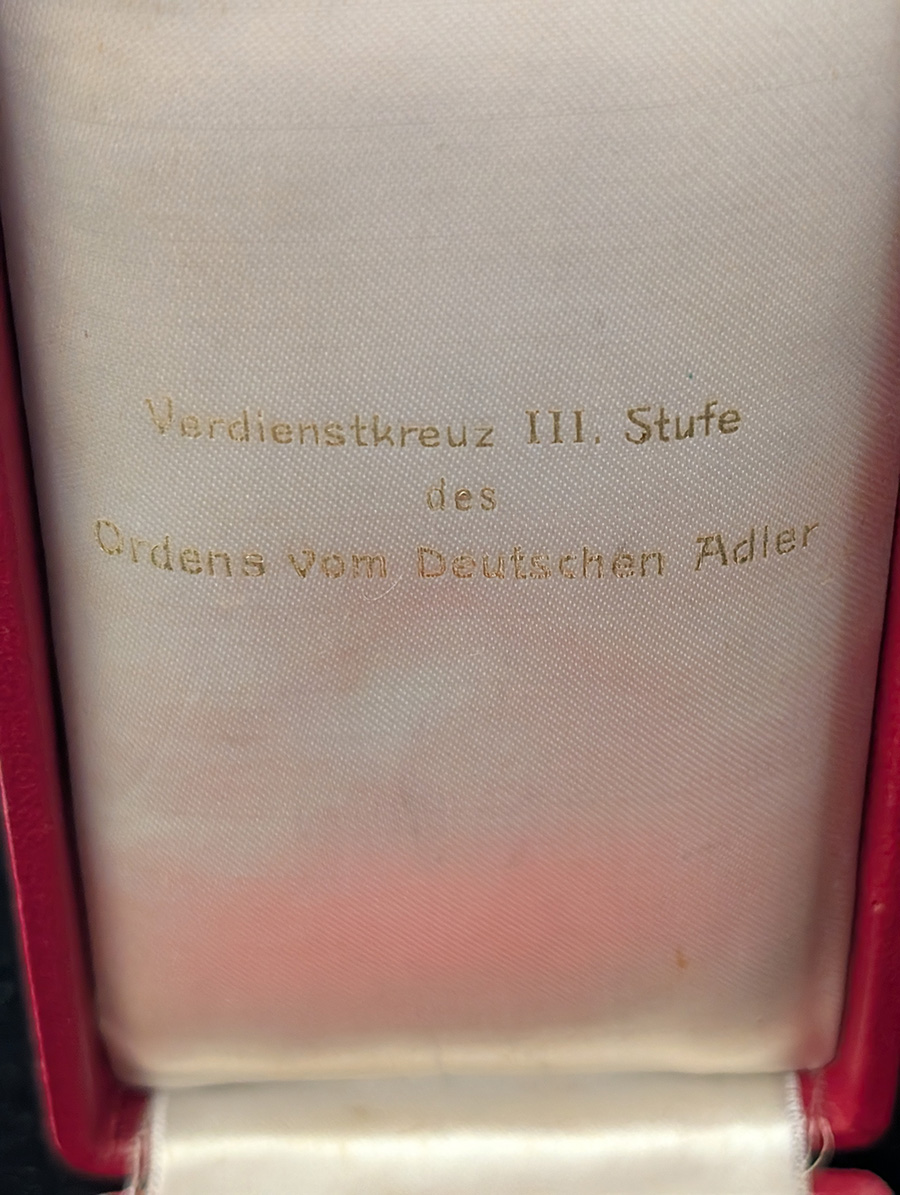 Verdienstkreuz III. Stufe
des
Ordens vom Deutschen Adler